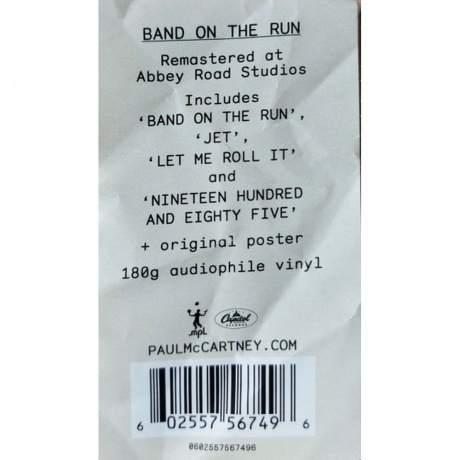 BAND ON THE RUN
Remastered at
Abbey Road Studios
Includes
‘BAND ON THE RUN’,
‘JET’,
‘LET ME ROLL IT’
and
‘NINETEEN HUNDRED
AND EIGHTY FIVE’
+ original poster
180g audiophile vinyl
mpl
Capitol
RECORDS
PAULMcCARTNEY.COM
6 02557 56749 6
0602557567496